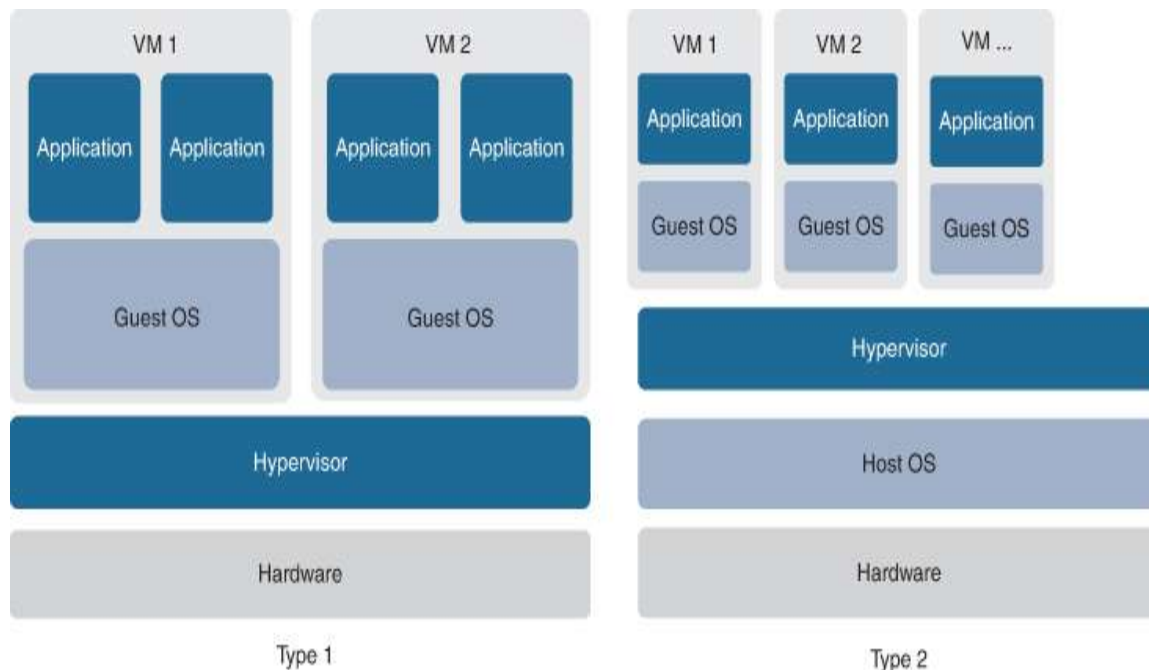 VM 1
VM 2
Application
Application
Application
Application
Guest OS
Guest OS
Hypervisor
Hardware
Type 1
VM 1
VM 2
VM ...
Application
Application
Application
Guest OS
Guest OS
Guest OS
Hypervisor
Host OS
Hardware
Type 2